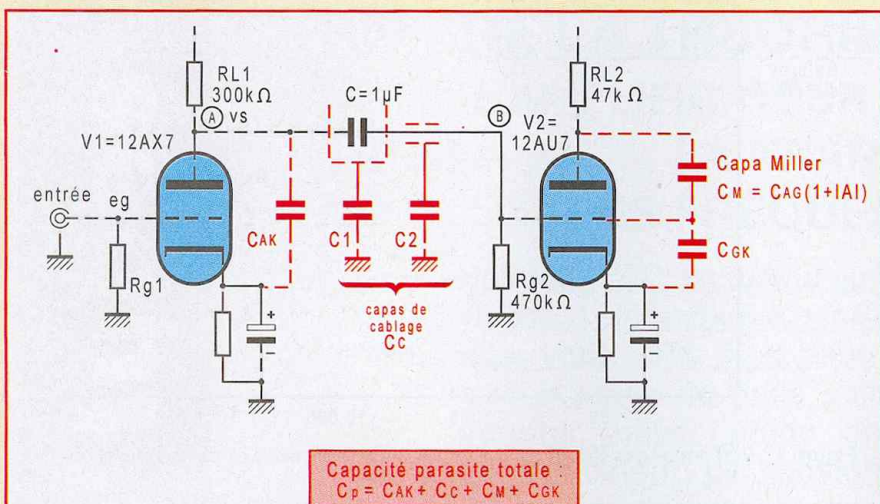 RL1
300kΩ
C=1µF
RL2
47kΩ
A
vs
B
V1=12AX7
V2=
12AU7
entrée
eg
Capa Miller
CM = CAG(1+IAI)
CAK
C1
C2
CGK
Rg1
Rg2
470kΩ
capas de
cablage
CC
+
−
+
−
Capacité parasite totale :
CP = CAK + CC + CM + CGK